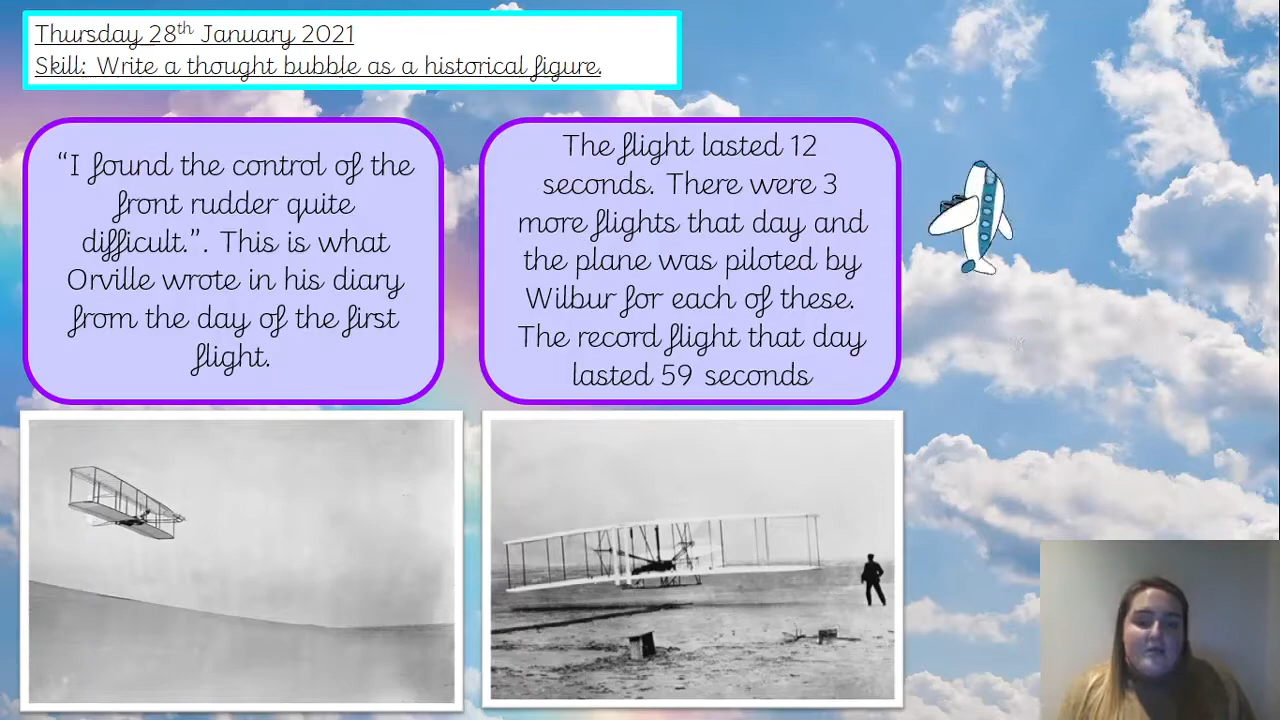 Thursday 28th January 2021
Skill: Write a thought bubble as a historical figure.
“I found the control of the
front rudder quite
difficult.”. This is what
Orville wrote in his diary
from the day of the first
flight.
The flight lasted 12
seconds. There were 3
more flights that day and
the plane was piloted by
Wilbur for each of these.
The record flight that day
lasted 59 seconds